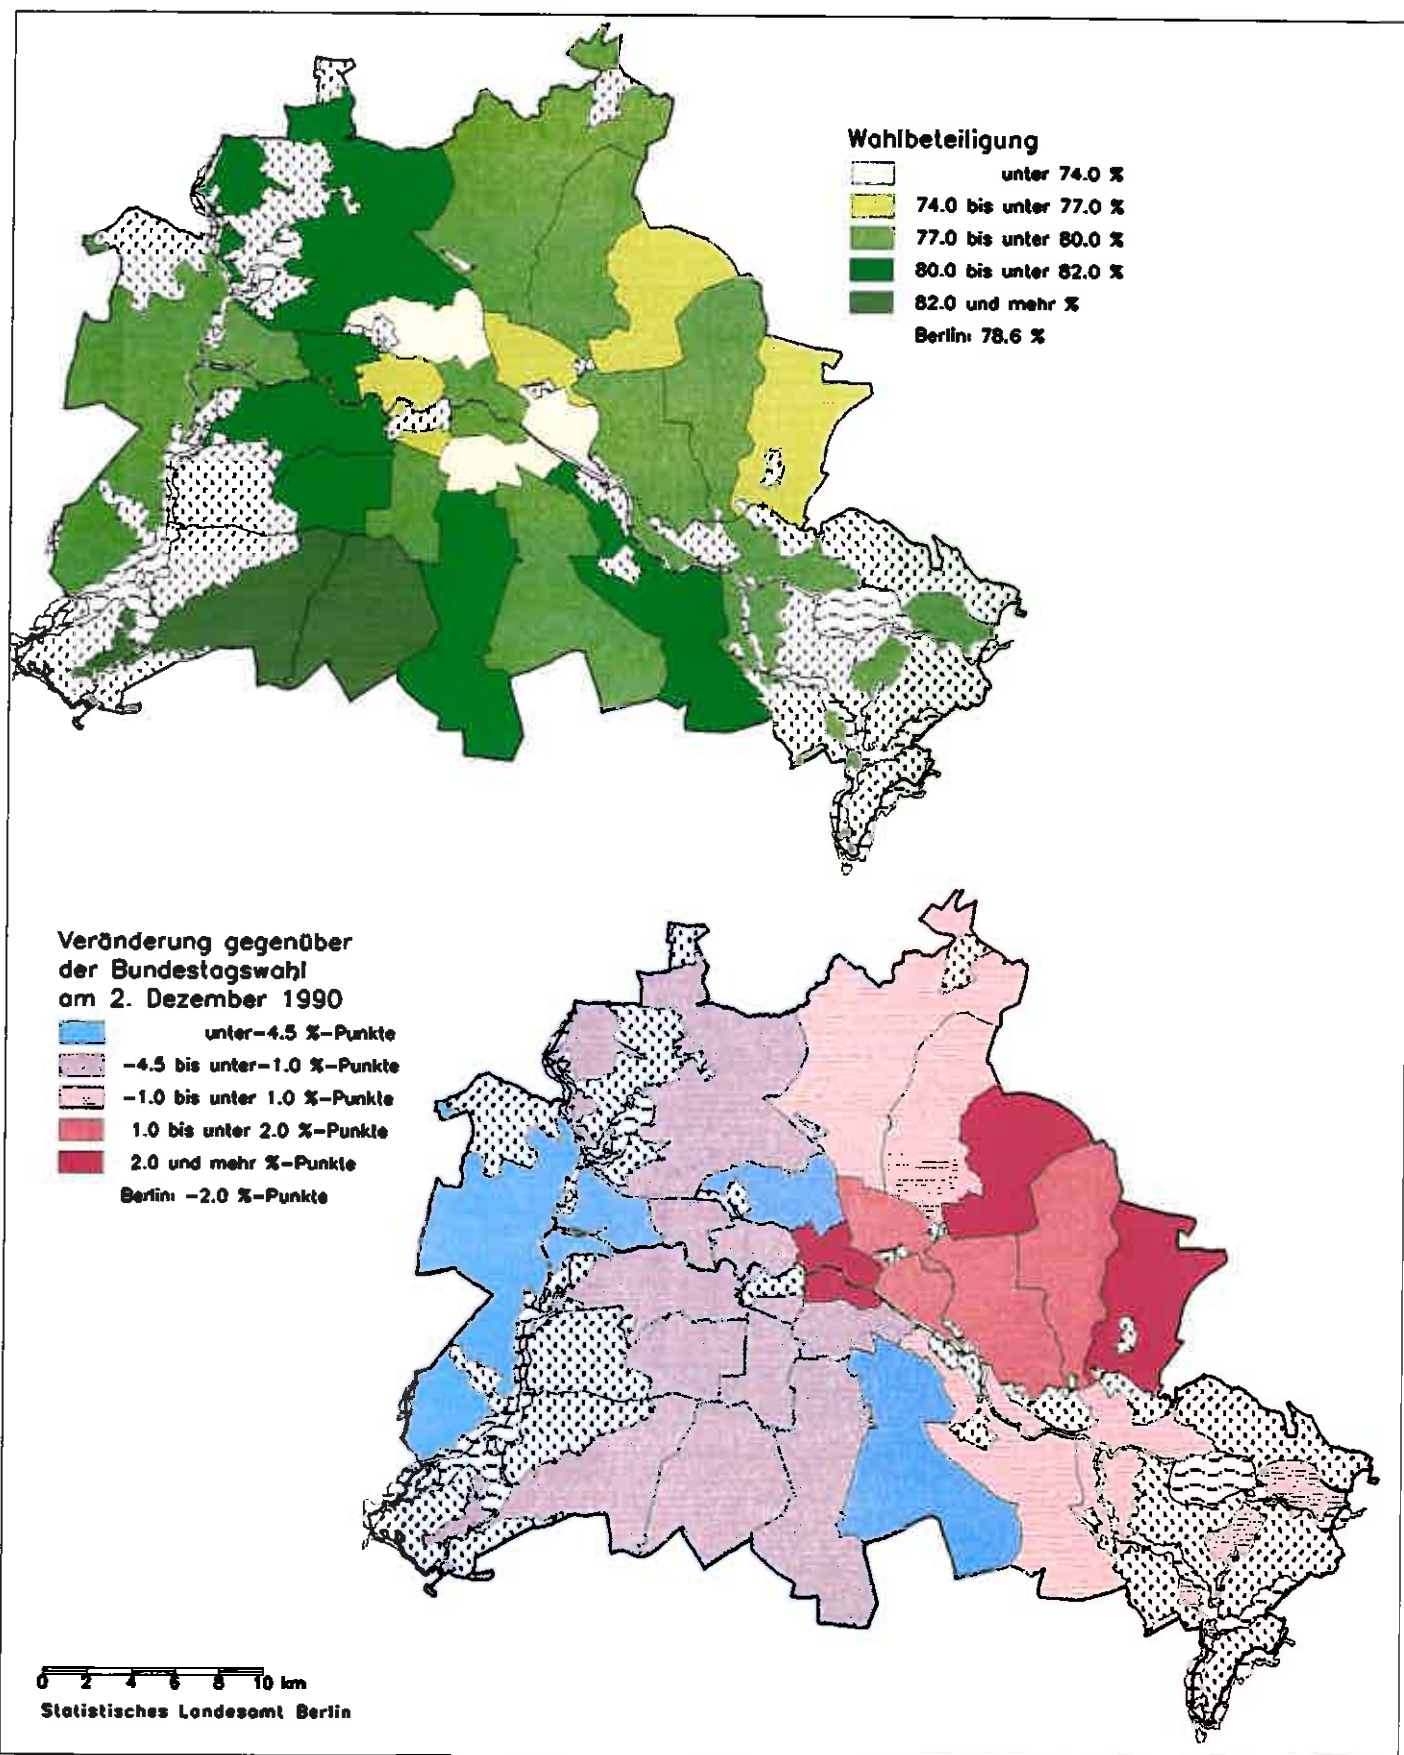 Wahlbeteiligung
unter 74.0 %
74.0 bis unter 77.0 %
77.0 bis unter 80.0 %
80.0 bis unter 82.0 %
82.0 und mehr %
Berlin: 78.6 %
Veränderung gegenüber
der Bundestagswahl
am 2. Dezember 1990
unter-4.5 %-Punkte
-4.5 bis unter-1.0 %-Punkte
-1.0 bis unter 1.0 %-Punkte
1.0 bis unter 2.0 %-Punkte
2.0 und mehr %-Punkte
Berlin: -2.0 %-Punkte
0 2 4 6 8 10 km
Statistisches Landesamt Berlin